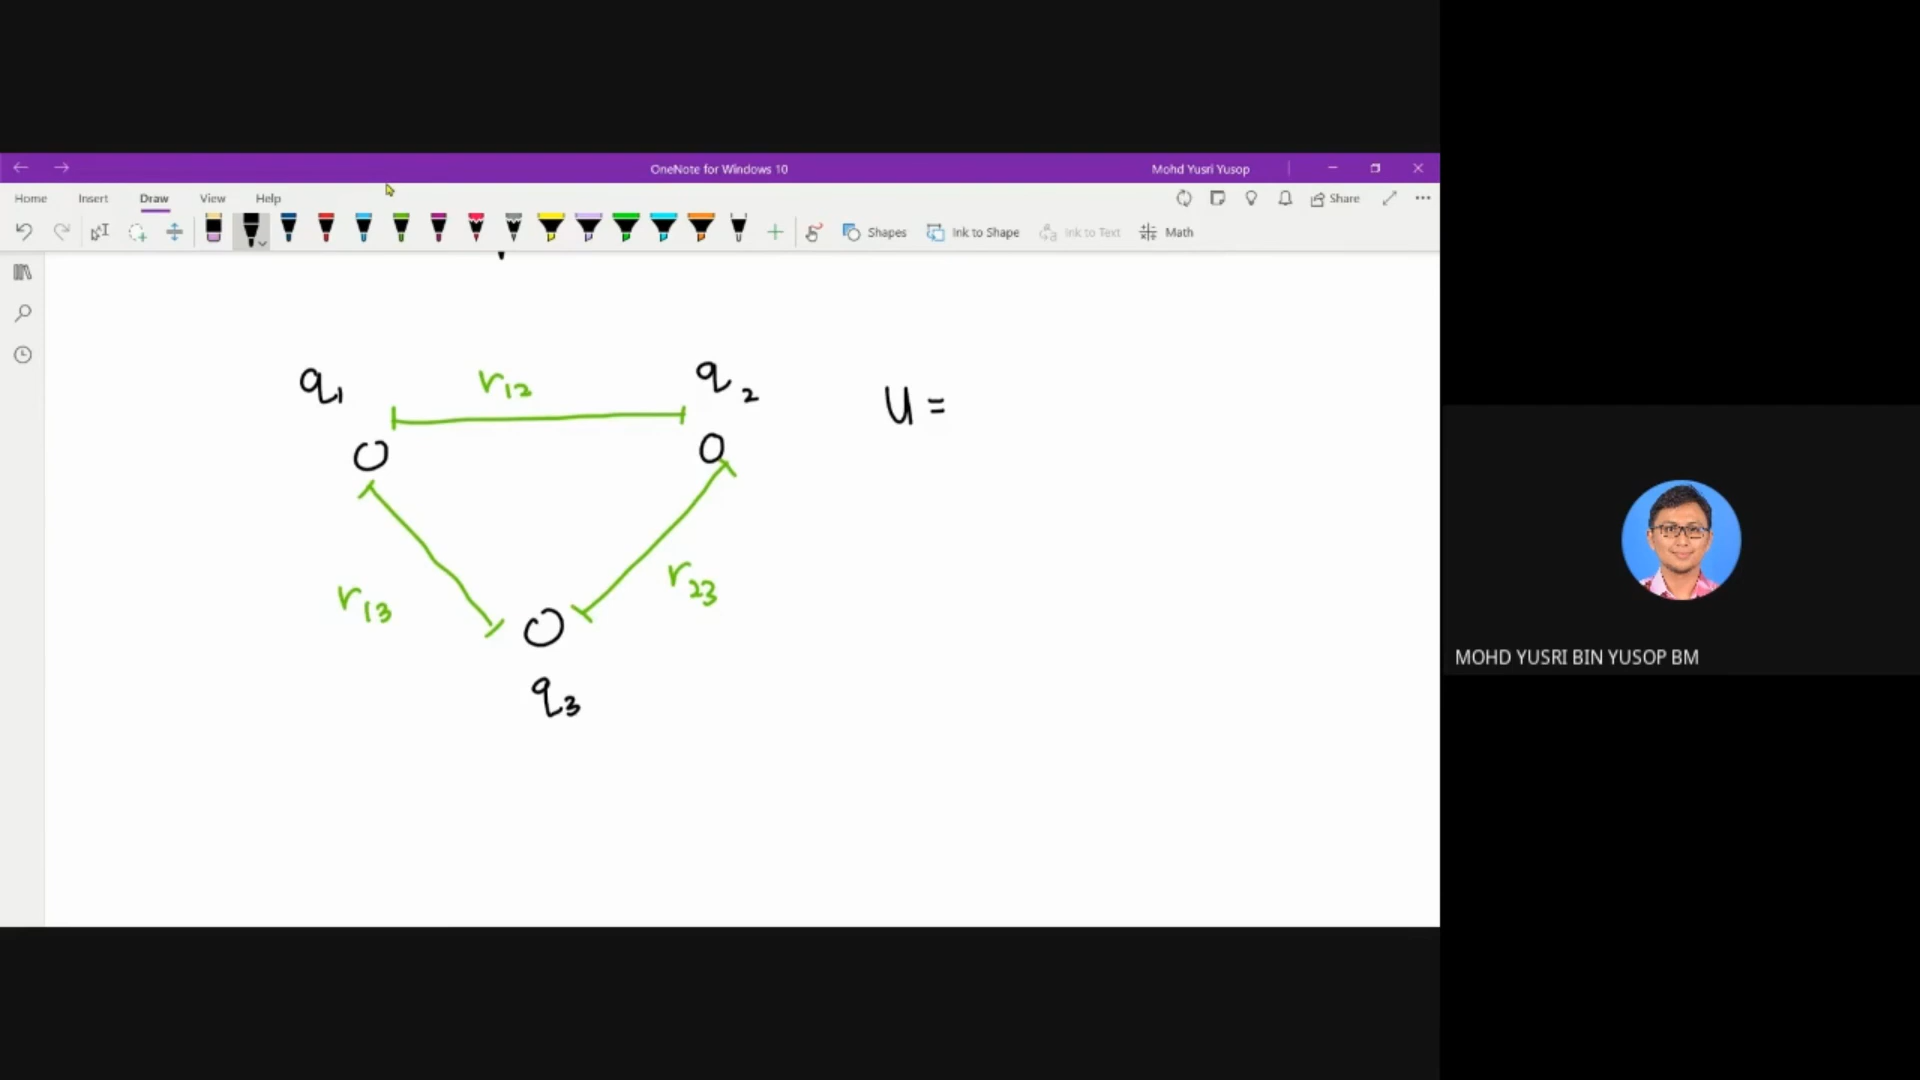 OneNote for Windows 10
Mohd Yusri Yusop
Home Insert Draw View Help
Share
Shapes Ink to Shape Ink to Text Math
q1
r12
q2
U =
r13
r23
q3
MOHD YUSRI BIN YUSOP BM